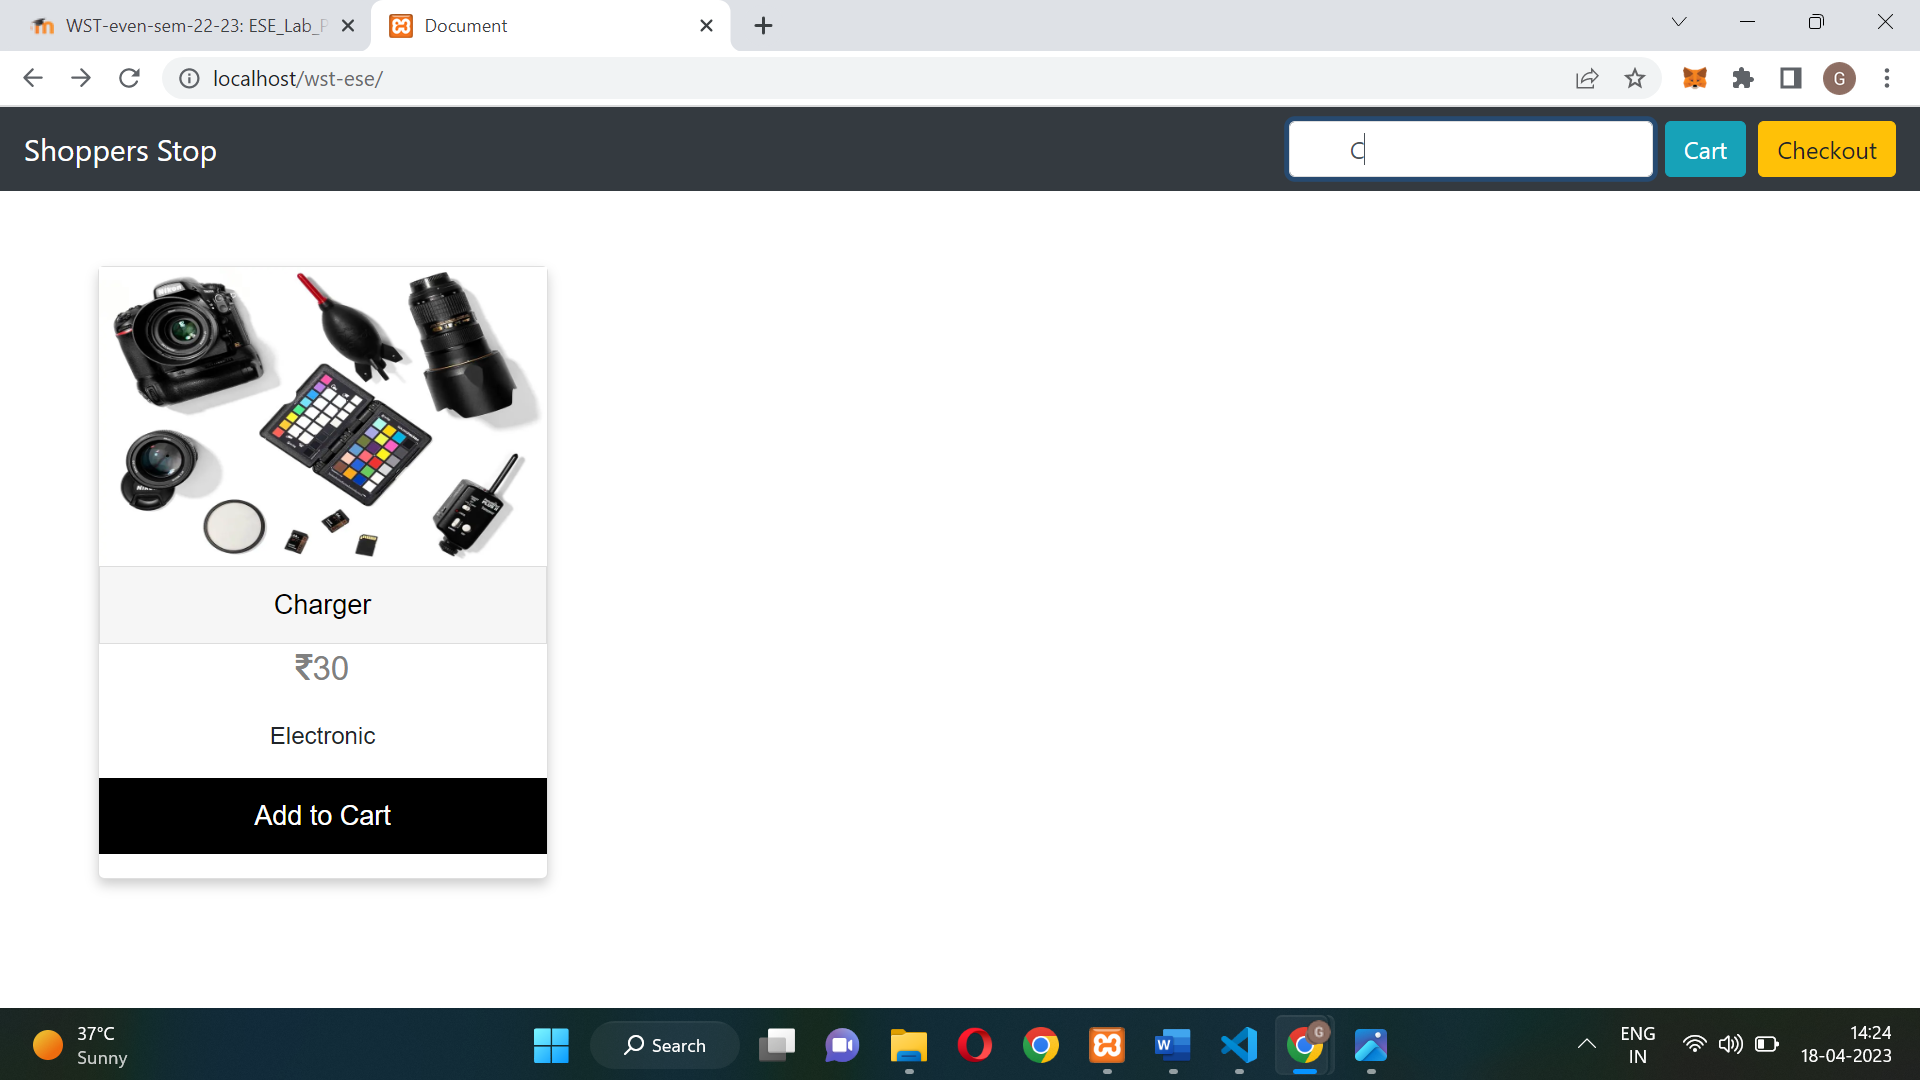 WST-even-sem-22-23: ESE_Lab_P
Document
localhost/wst-ese/
G
Shoppers Stop
C
Cart
Checkout
Charger
₹30
Electronic
Add to Cart
37°C
Sunny
Search
G
ENG
IN
14:24
18-04-2023